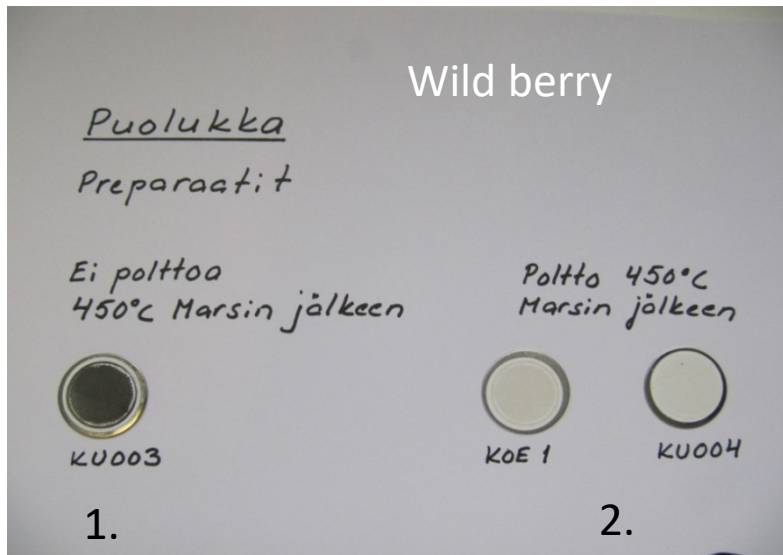 Wild berry
Puolukka
Preparaatit
Ei polttoa
450°C Marsin jälkeen
Poltto 450°C
Marsin jälkeen
KU003
KOE 1
KU004
1.
2.